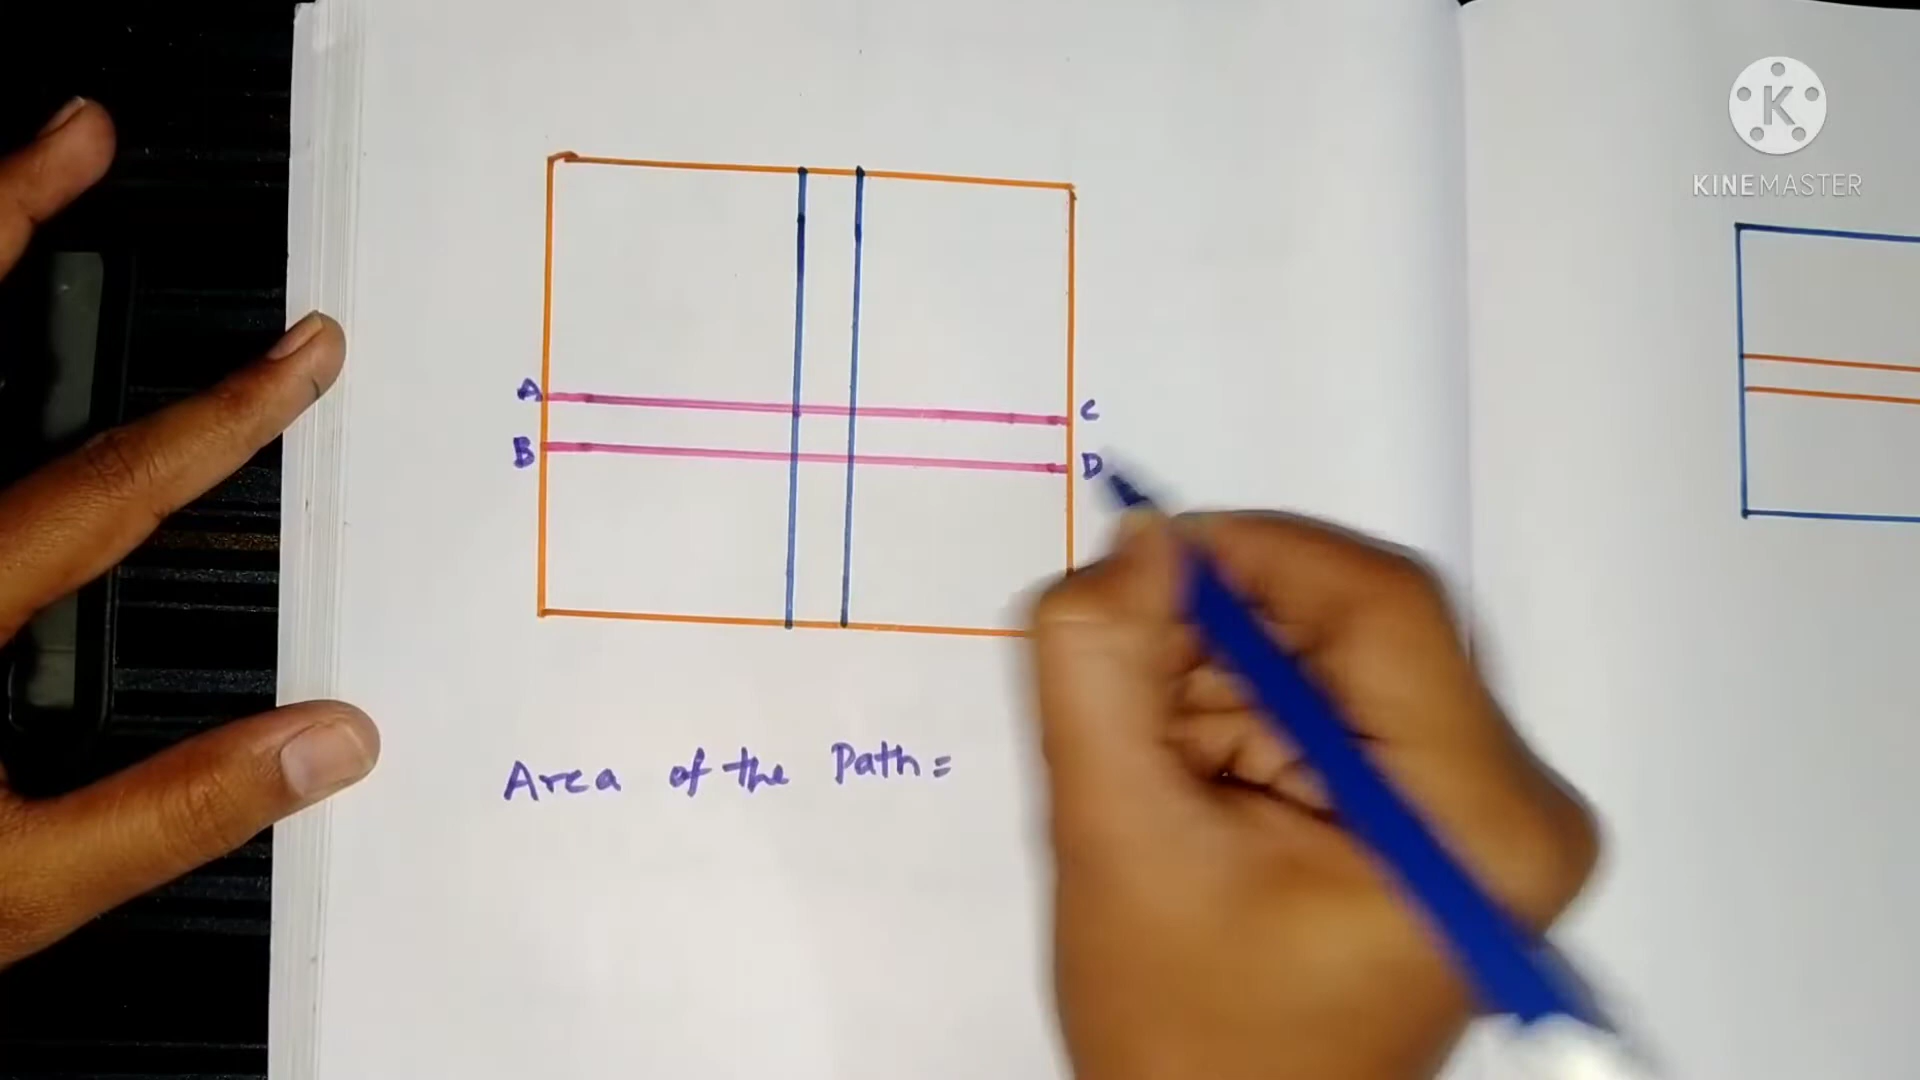 K
KINEMASTER
A
C
B
D
Area of the Path =